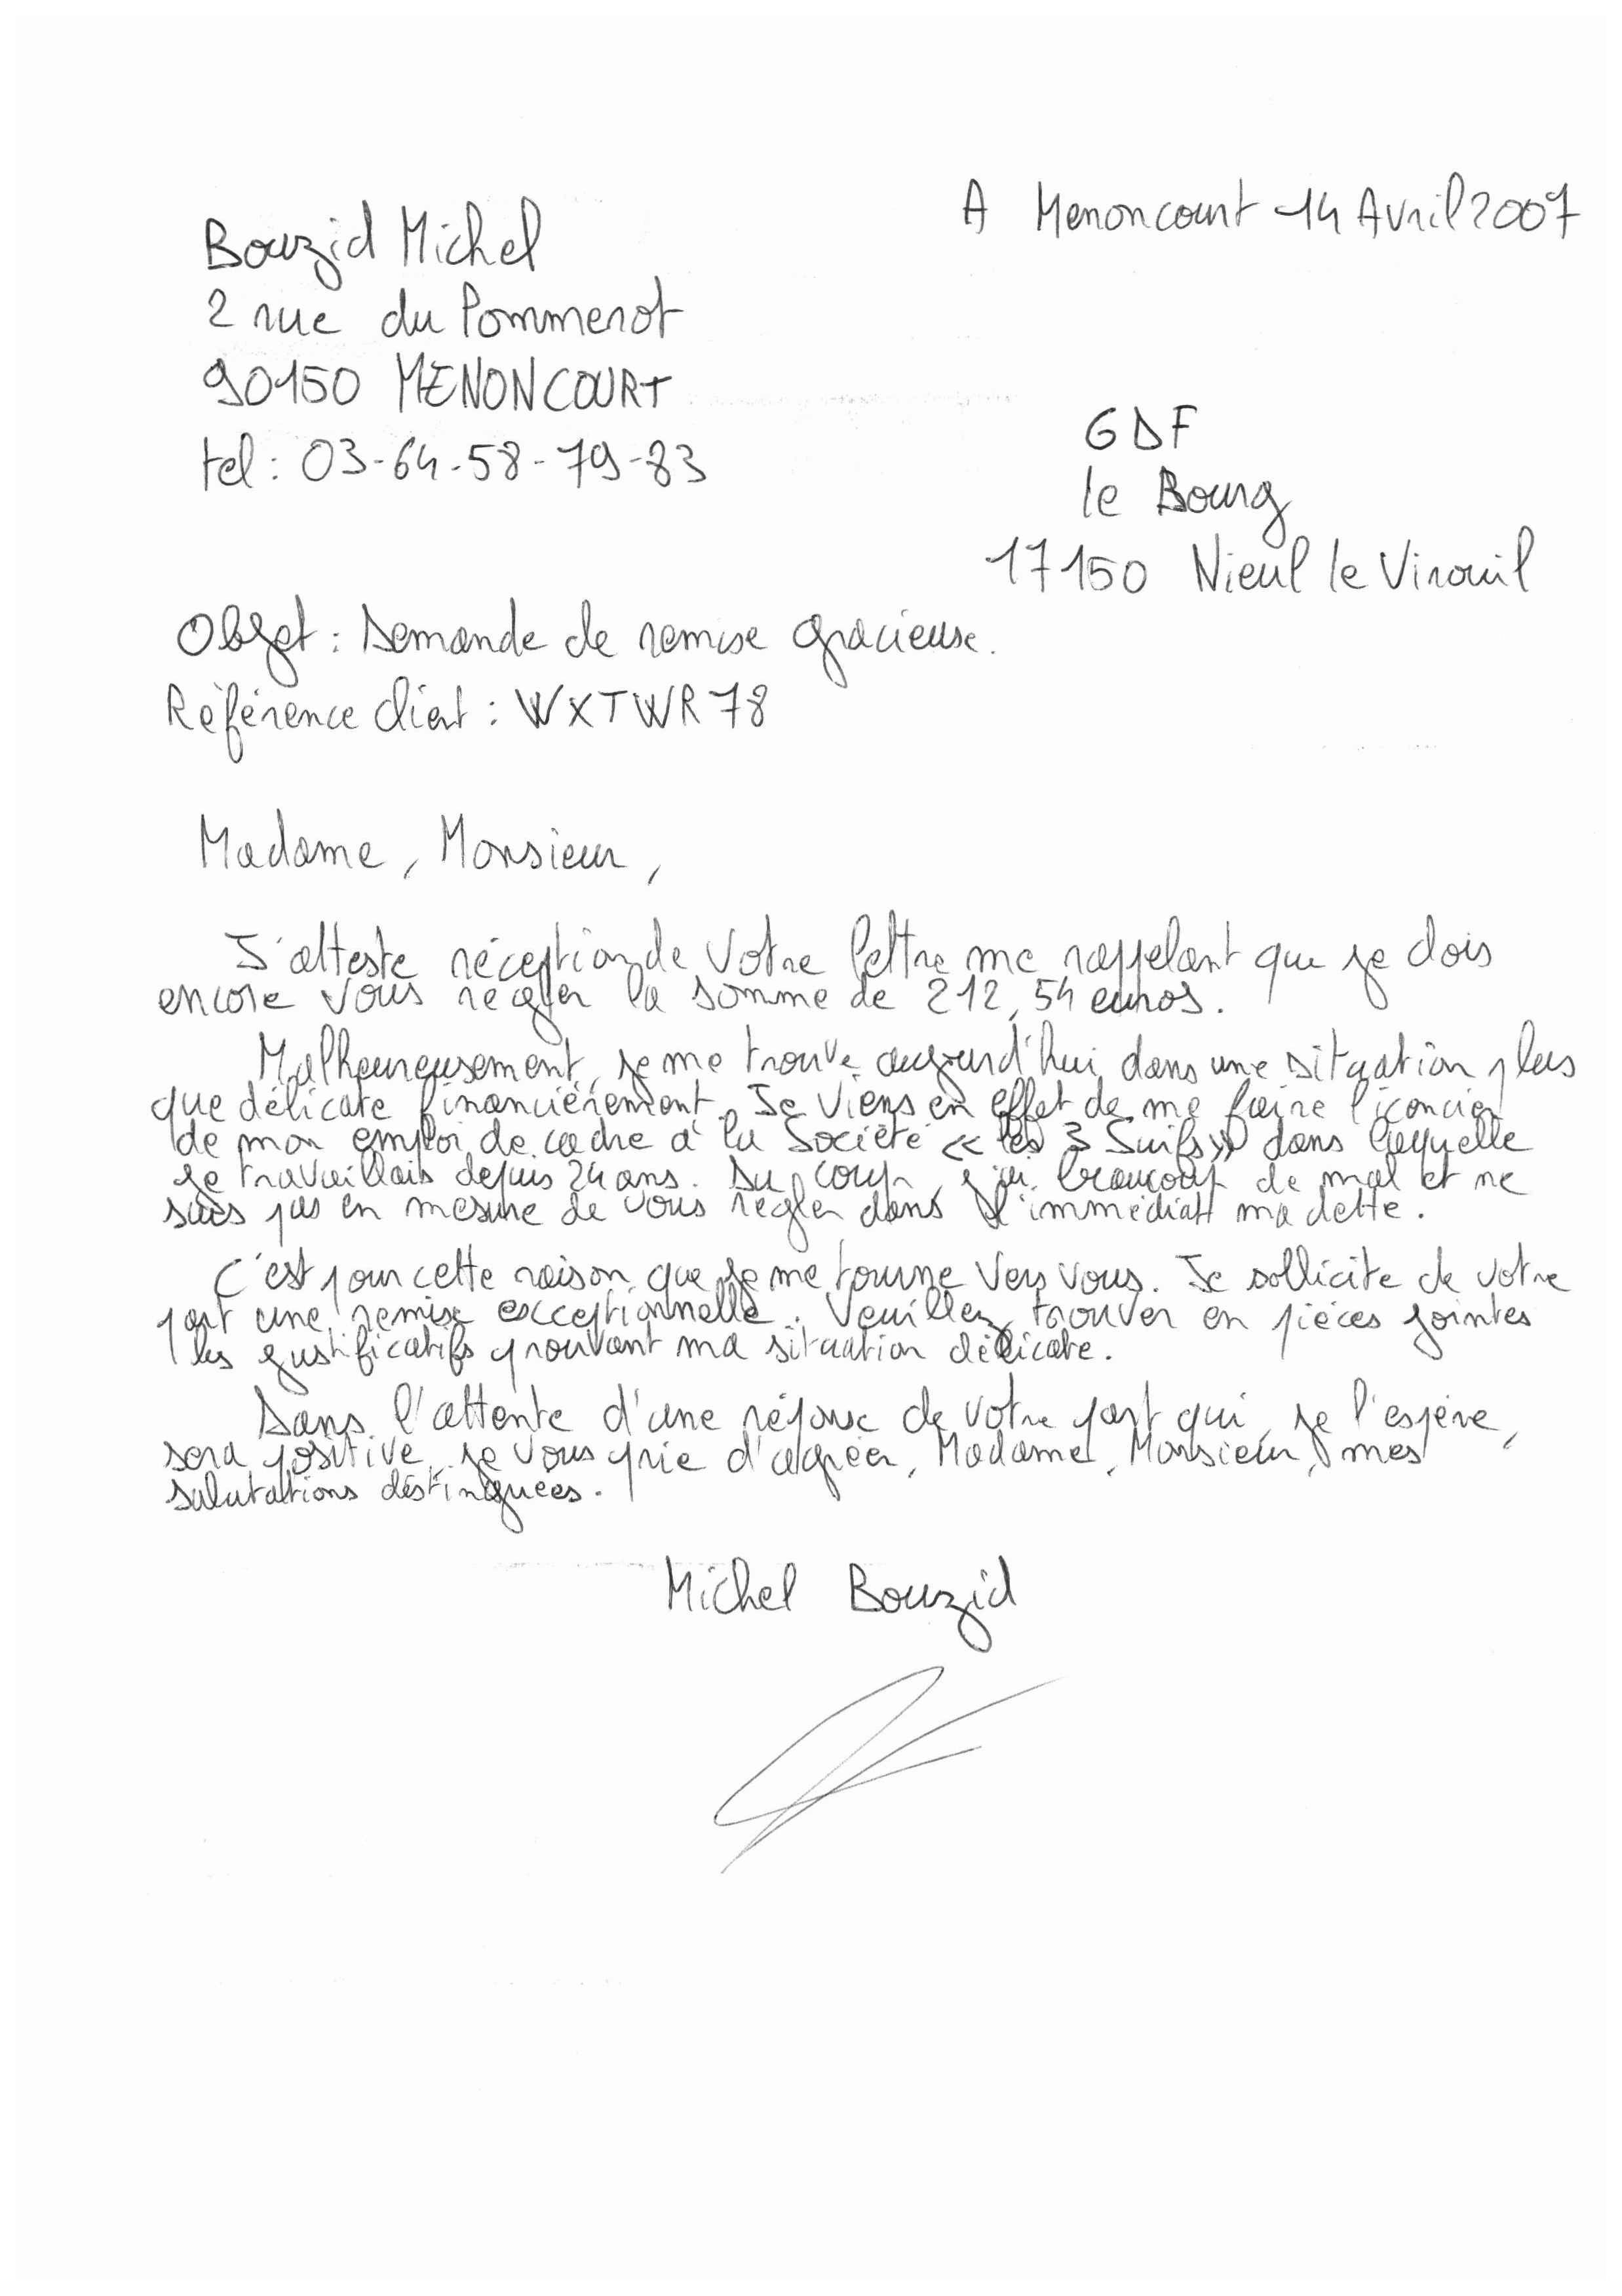 A Menoncourt 14 Avril 2007
Bouzid Michel
2 rue du Pommerot
90150 MENONCOURT
tel : 03-64-58-79-83
GDF
le Bourg
17150 Nieul le Virouil
Objet : Demande de remise gracieuse.
Référence client : WXTWR78
Madame, Monsieur,
J'atteste réception de votre lettre me rappelant que je dois
encore vous régler la somme de 212,54 euros.
Malheureusement, je me trouve aujourd'hui dans une situation plus
que délicate financièrement. Je viens en effet de me faire licencier
de mon emploi de cadre à la Société « les 3 Suifs » dans laquelle
je travaillais depuis 24 ans. Du coup, j'ai beaucoup de mal et ne
suis pas en mesure de vous régler dans l'immédiat ma dette.
C'est pour cette raison que je me tourne vers vous. Je sollicite de votre
part une remise exceptionnelle. Veuillez trouver en pièces jointes
les justificatifs prouvant ma situation délicate.
Dans l'attente d'une réponse de votre part qui, je l'espère,
sera positive, je vous prie d'agréer, Madame, Monsieur, mes
salutations distinguées.
Michel Bouzid